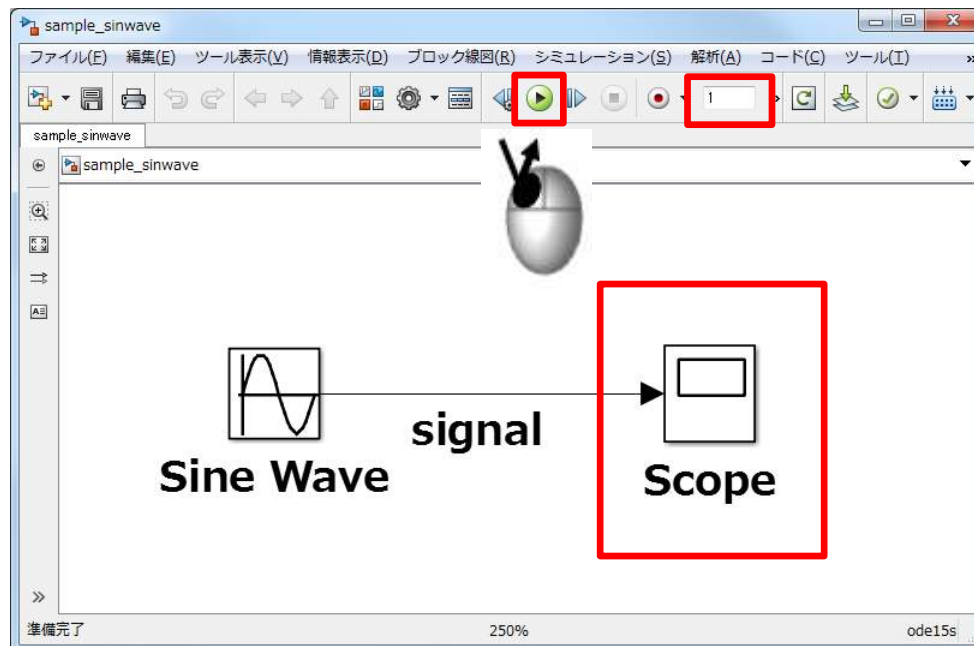 sample_sinwave
ファイル(F) 編集(E) ツール表示(V) 情報表示(D) ブロック線図(R) シミュレーション(S) 解析(A) コード(C) ツール(T) »
1
sample_sinwave
sample_sinwave
signal
Sine Wave
Scope
»
準備完了 250% ode15s